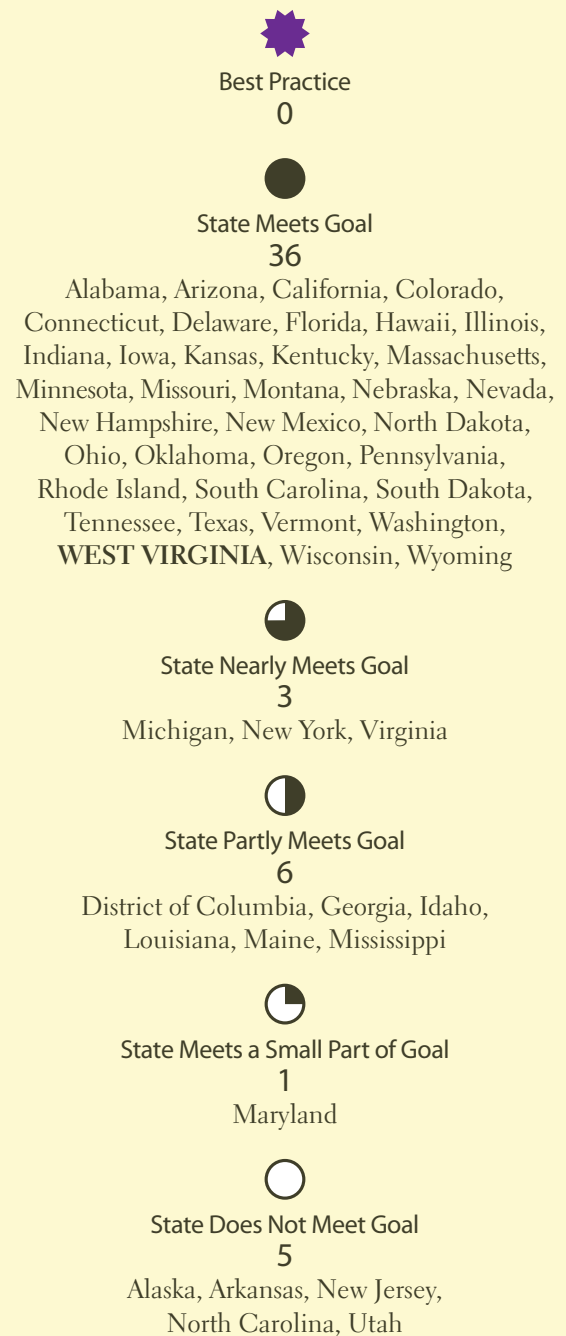 Best Practice
0
State Meets Goal
36
Alabama, Arizona, California, Colorado,
Connecticut, Delaware, Florida, Hawaii, Illinois,
Indiana, Iowa, Kansas, Kentucky, Massachusetts,
Minnesota, Missouri, Montana, Nebraska, Nevada,
New Hampshire, New Mexico, North Dakota,
Ohio, Oklahoma, Oregon, Pennsylvania,
Rhode Island, South Carolina, South Dakota,
Tennessee, Texas, Vermont, Washington,
WEST VIRGINIA, Wisconsin, Wyoming
State Nearly Meets Goal
3
Michigan, New York, Virginia
State Partly Meets Goal
6
District of Columbia, Georgia, Idaho,
Louisiana, Maine, Mississippi
State Meets a Small Part of Goal
1
Maryland
State Does Not Meet Goal
5
Alaska, Arkansas, New Jersey,
North Carolina, Utah